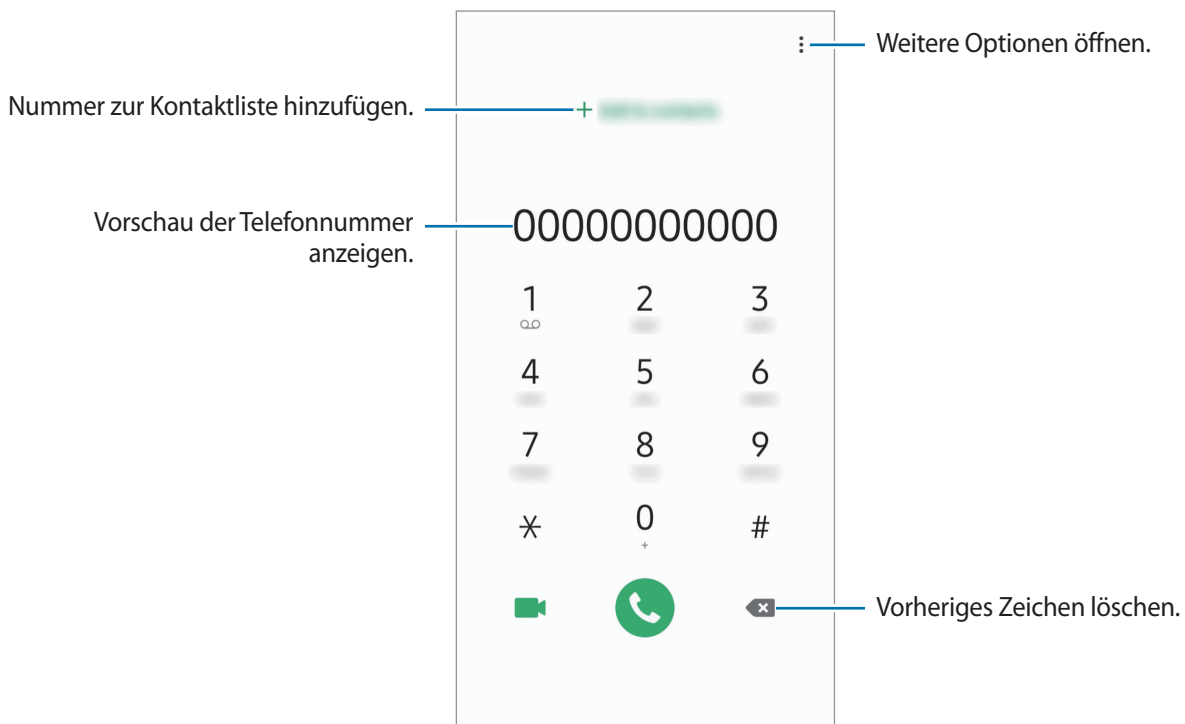 Weitere Optionen öffnen.
Nummer zur Kontaktliste hinzufügen.
+
Vorschau der Telefonnummer
anzeigen.
00000000000
1 2 3
4 5 6
7 8 9
* 0 #
+
Vorheriges Zeichen löschen.